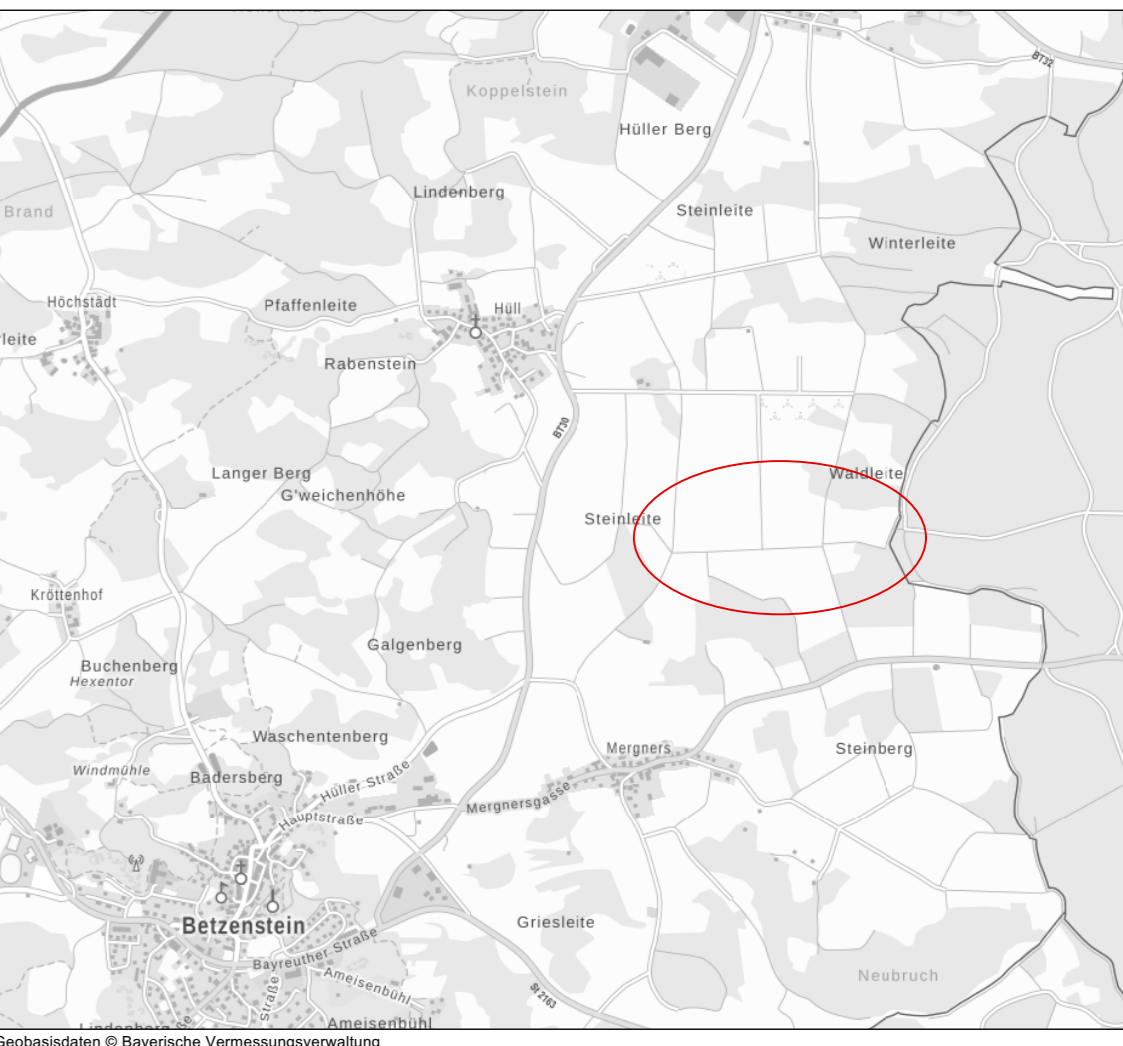 BT32
Koppelstein
Hüller Berg
Lindenberg
Brand
Steinleite
Winterleite
Höchstädt
Pfaffenleite
Hüll
leite
Rabenstein
BT30
Langer Berg
Waldleite
G'weichenhöhe
Steinleite
Kröttenhof
Galgenberg
Buchenberg
Hexentor
Waschentenberg
Mergners
Steinberg
Windmühle
Badersberg
Hüller Straße
Mergnersgasse
Hauptstraße
Betzenstein
Griesleite
Bayreuther Straße
Neubruch
Ameisenbühl
Straße
St 2163
Lindenberg
Ameisenbühl
Geobasisdaten © Bayerische Vermessungsverwaltung